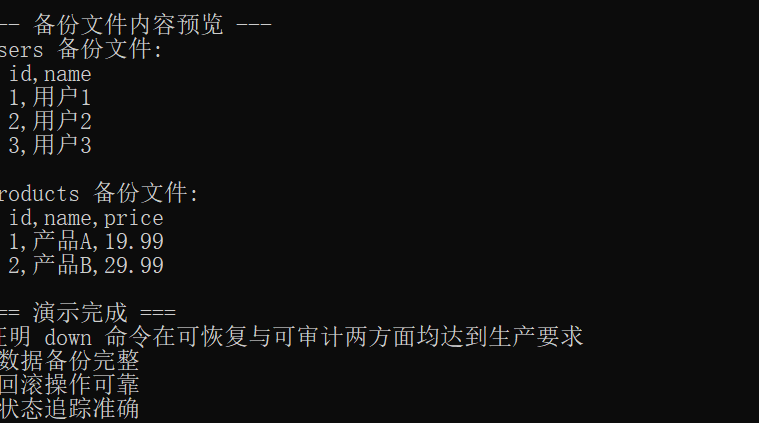 -- 备份文件内容预览 ---
sers 备份文件:
id,name
1,用户1
2,用户2
3,用户3
roducts 备份文件:
id,name,price
1,产品A,19.99
2,产品B,29.99
== 演示完成 ===
证明 down 命令在可恢复与可审计两方面均达到生产要求
数据备份完整
回滚操作可靠
状态追踪准确